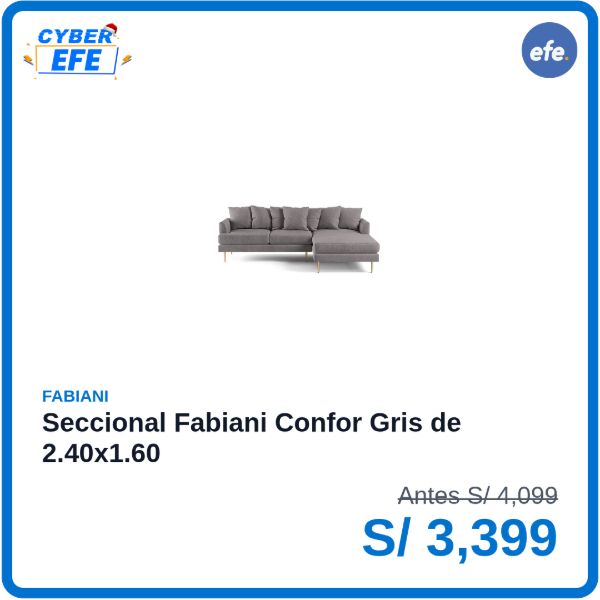 CYBER
EFE
efe.
FABIANI
Seccional Fabiani Confor Gris de
2.40x1.60
Antes S/ 4,099
S/ 3,399